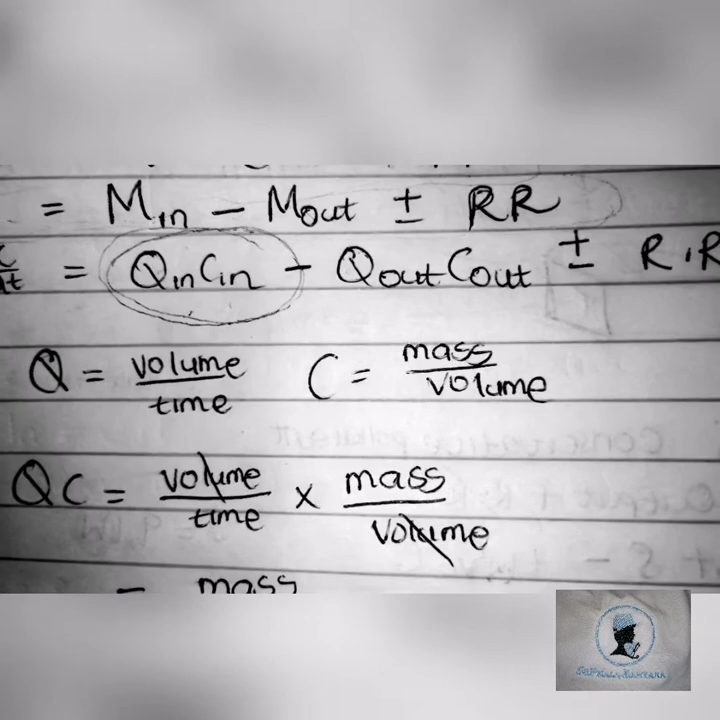 = Min - Mout ± RR
= QinCin - QoutCout ± R.R
Q = volume/time C = mass/volume
QC = volume/time × mass/volume
= mass